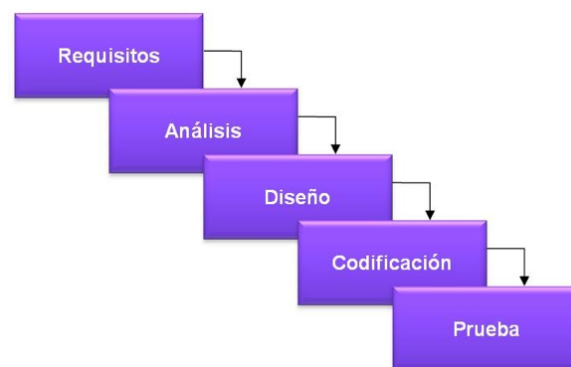 Requisitos
Análisis
Diseño
Codificación
Prueba